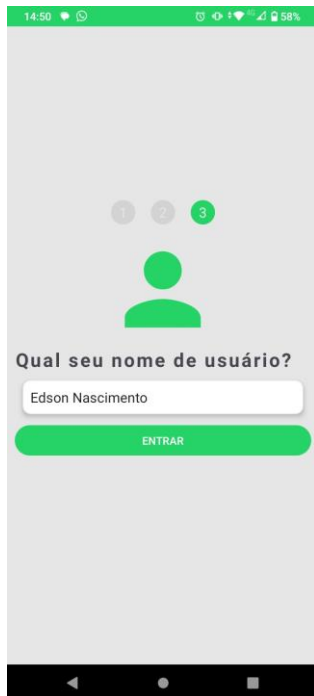 14:50 58%
1 2 3
Qual seu nome de usuário?
Edson Nascimento
ENTRAR